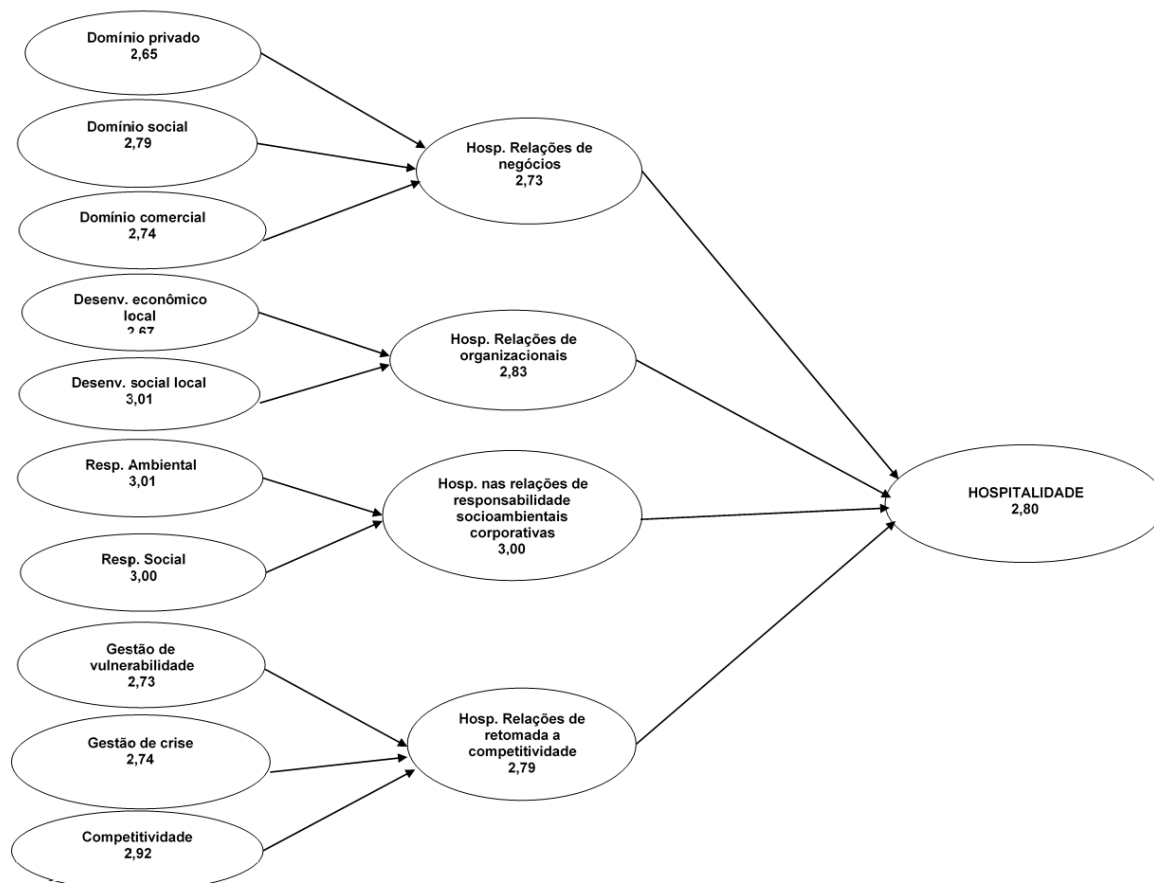 Domínio privado
2,65
Domínio social
2,79
Domínio comercial
2,74
Desenv. econômico
local
2,67
Desenv. social local
3,01
Resp. Ambiental
3,01
Resp. Social
3,00
Gestão de
vulnerabilidade
2,73
Gestão de crise
2,74
Competitividade
2,92
Hosp. Relações de
negócios
2,73
Hosp. Relações de
organizacionais
2,83
Hosp. nas relações de
responsabilidade
socioambientais
corporativas
3,00
Hosp. Relações de
retomada a
competitividade
2,79
HOSPITALIDADE
2,80